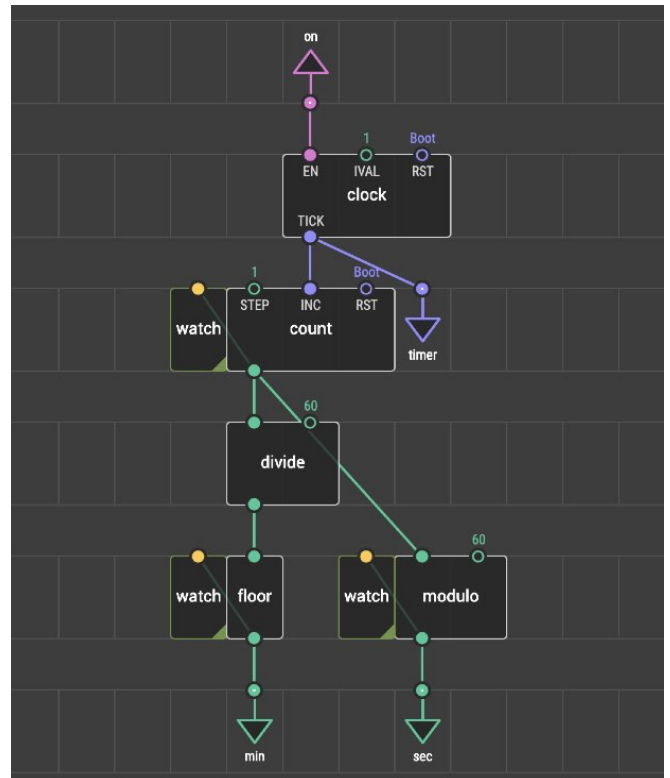 on
1 Boot
EN IVAL RST
clock
TICK
1 Boot
STEP INC RST
watch count
timer
60
divide
60
watch floor watch modulo
min sec